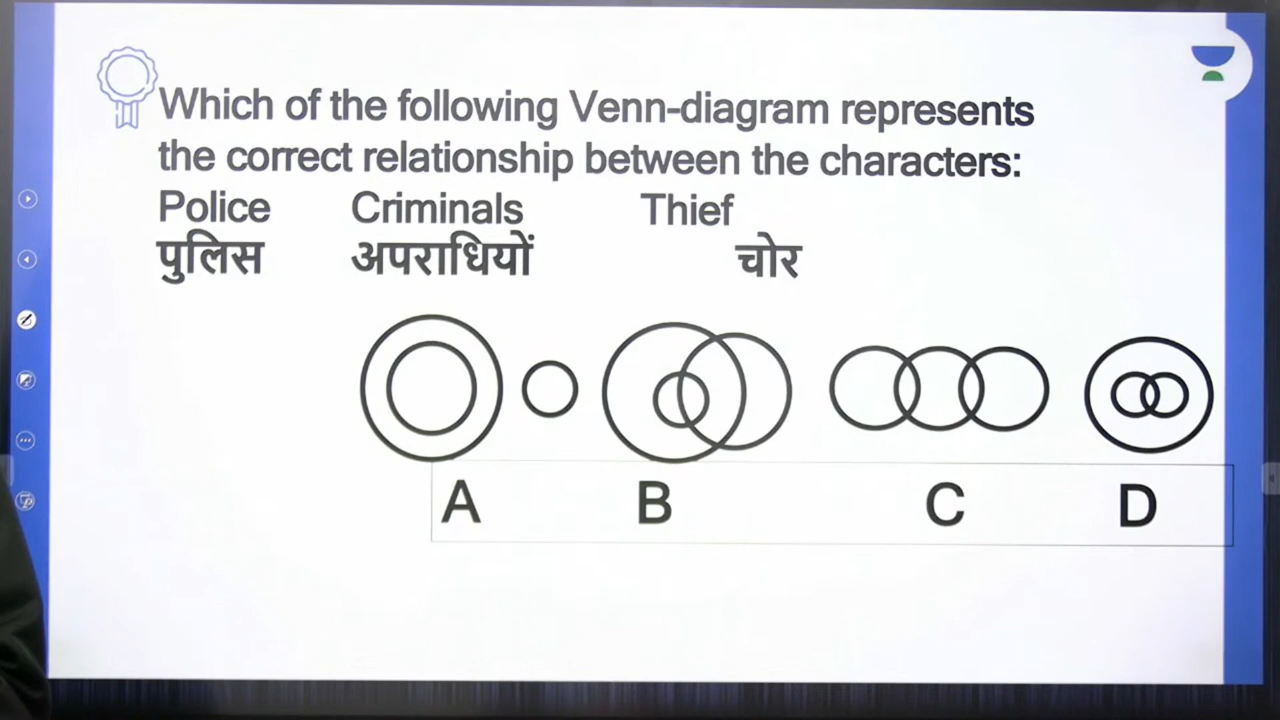 Which of the following Venn-diagram represents
the correct relationship between the characters:
Police Criminals Thief
पुलिस अपराधियों चोर
A B C D